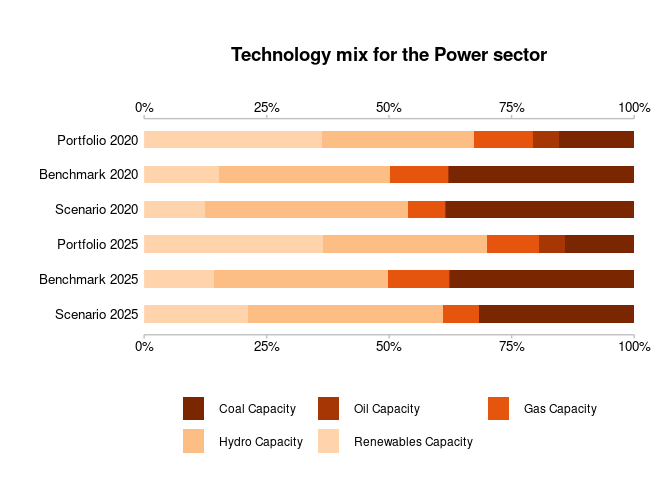 Technology mix for the Power sector
0% 25% 50% 75% 100%
Portfolio 2020
Benchmark 2020
Scenario 2020
Portfolio 2025
Benchmark 2025
Scenario 2025
0% 25% 50% 75% 100%
Coal Capacity Oil Capacity Gas Capacity
Hydro Capacity Renewables Capacity